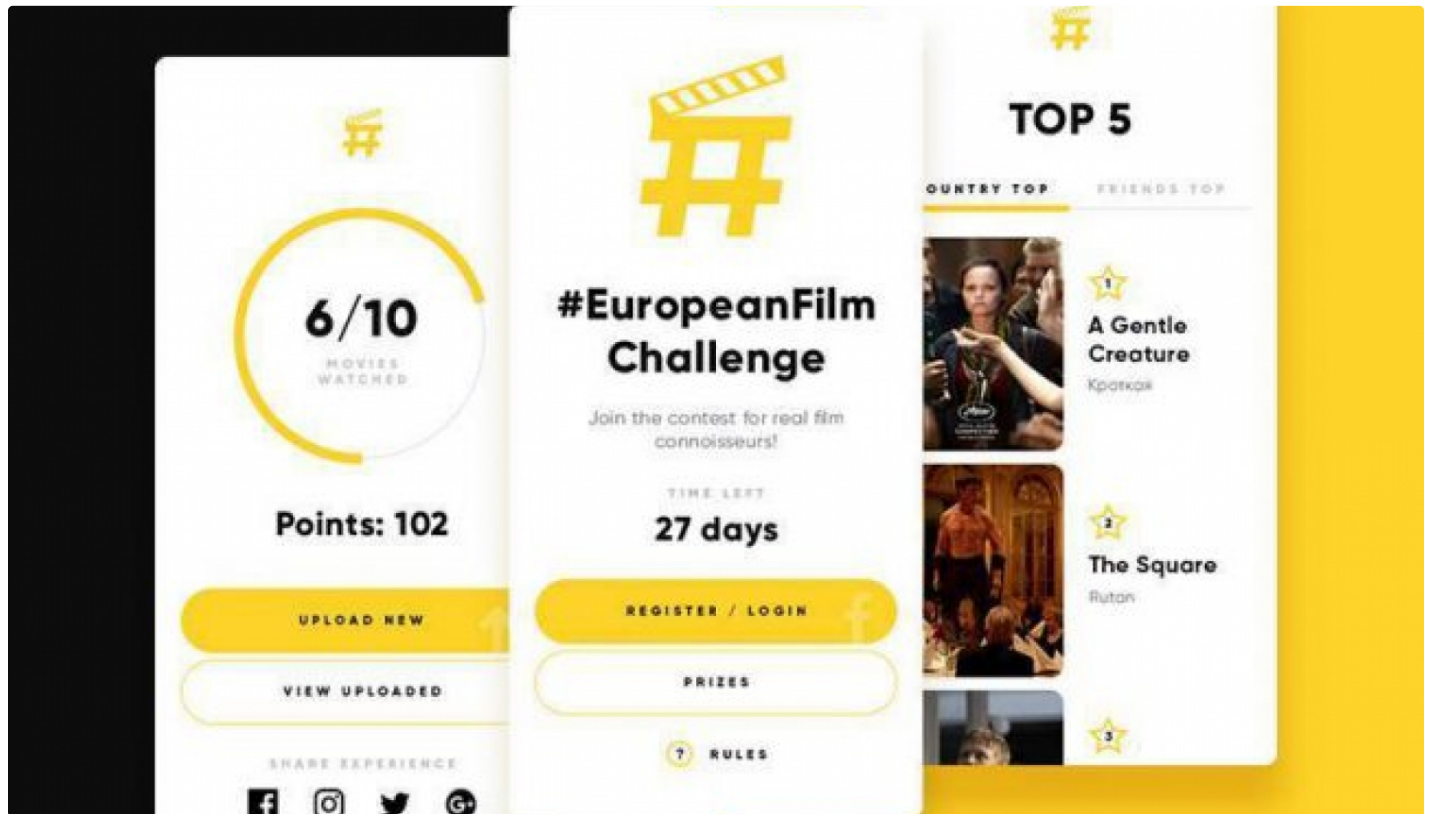 6/10
MOVIES
WATCHED
Points: 102
UPLOAD NEW
VIEW UPLOADED
SHARE EXPERIENCE
#EuropeanFilm
Challenge
Join the contest for real film
connoisseurs!
TIME LEFT
27 days
REGISTER / LOGIN
PRIZES
? RULES
TOP 5
OUNTRY TOP
FRIENDS TOP
1
A Gentle
Creature
Кроткая
2
The Square
Rutan
3